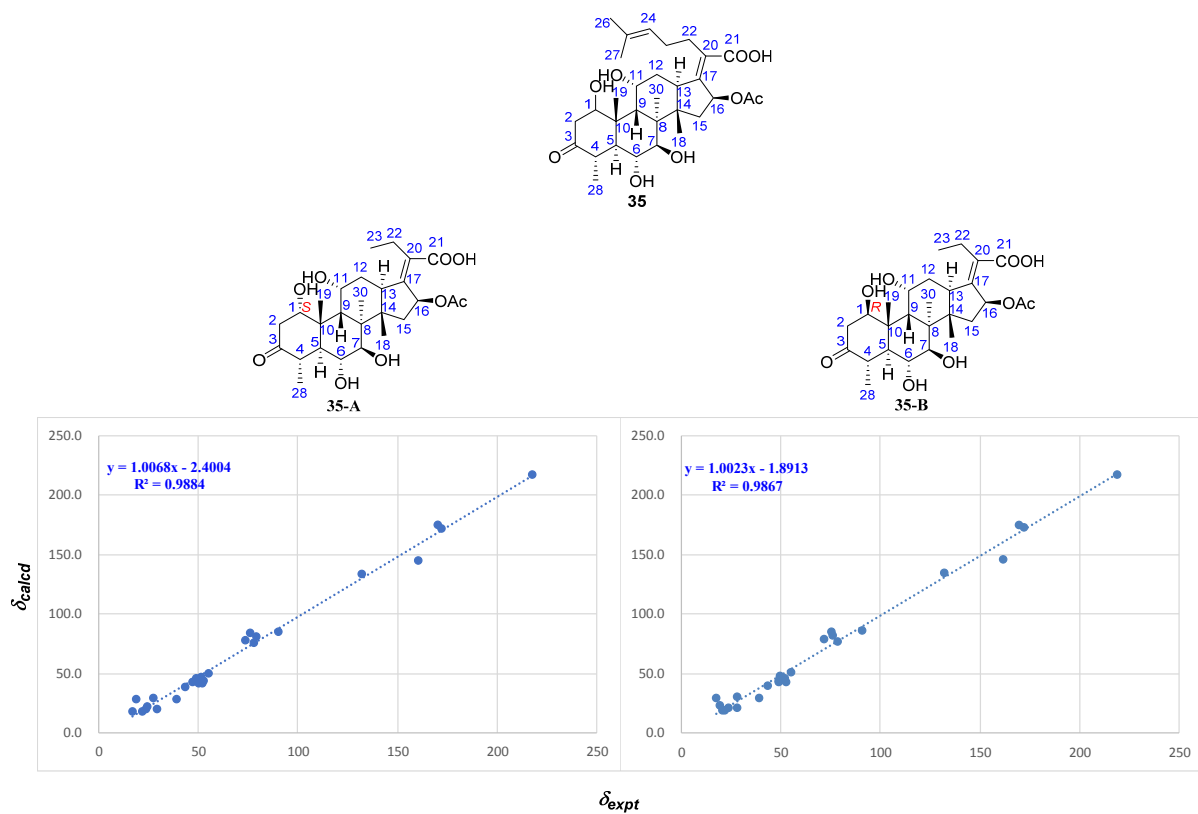 26
24
22
21
20
COOH
27
12
H
17
HO
11
OAc
HO
19
30
13
16
1
9
14
15
2
10
H
8
18
3
5
7
O
4
6
OH
H
OH
28
35
23
22
21
20
COOH
12
H
17
HO
11
OAc
OH
19
30
13
16
1
S
9
14
15
2
10
H
8
18
3
5
7
O
4
6
OH
H
OH
28
35-A
23
22
21
20
COOH
12
H
17
HO
11
OAc
OH
19
30
13
16
1
R
9
14
15
2
10
H
8
18
3
5
7
O
4
6
OH
H
OH
28
35-B
δcalcd
250.0
200.0
150.0
100.0
50.0
0.0
y = 1.0068x - 2.4004
R² = 0.9884
0
50
100
150
200
250
250.0
200.0
150.0
100.0
50.0
0.0
y = 1.0023x - 1.8913
R² = 0.9867
0
50
100
150
200
250
δexpt